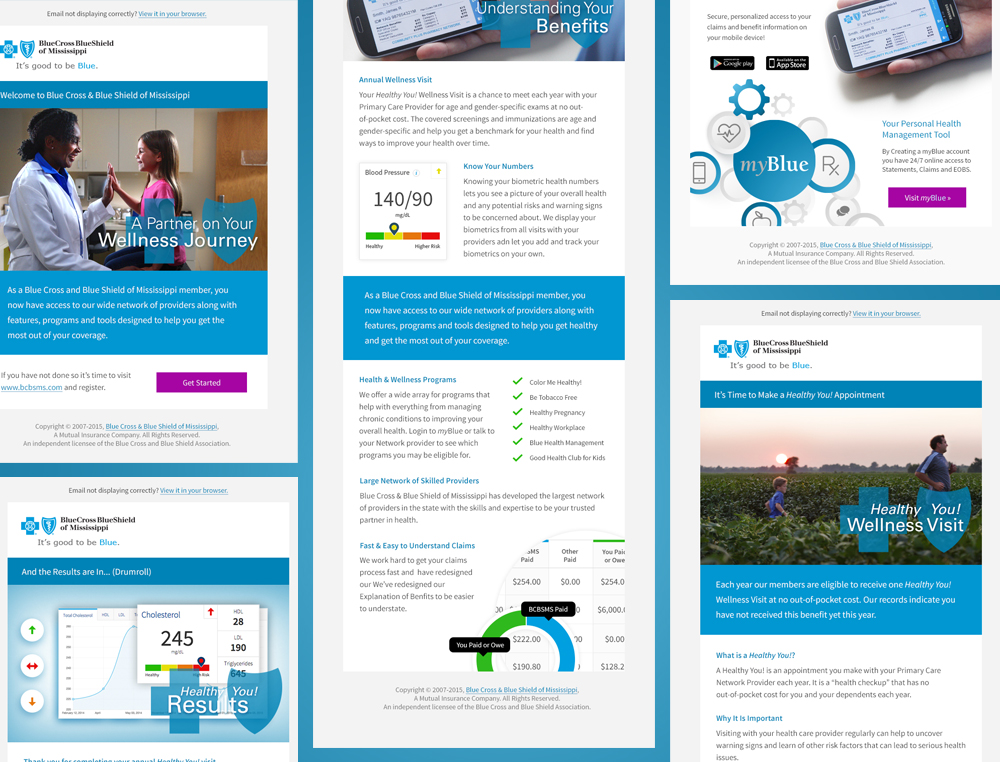 Email not displaying correctly? View it in your browser.
BlueCross BlueShield
of Mississippi
It's good to be Blue.
Welcome to Blue Cross & Blue Shield of Mississippi
A Partner on Your
Wellness Journey
As a Blue Cross and Blue Shield of Mississippi member, you
now have access to our wide network of providers along with
features, programs and tools designed to help you get the
most out of your coverage.
If you have not done so it's time to visit
www.bcbsms.com and register.
Get Started
Copyright © 2007-2015, Blue Cross & Blue Shield of Mississippi,
A Mutual Insurance Company. All Rights Reserved.
An independent licensee of the Blue Cross and Blue Shield Association.
Email not displaying correctly? View it in your browser.
BlueCross BlueShield
of Mississippi
It's good to be Blue.
And the Results are In... (Drumroll)
Total Cholesterol
HDL
LDL
Cholesterol
245
mg/dL
Healthy
High Risk
HDL
28
LDL
190
Triglycerides
645
Healthy You!
Results
Thank you for completing your annual Healthy You! visit
Understanding Your
Benefits
Annual Wellness Visit
Your Healthy You! Wellness Visit is a chance to meet each year with your
Primary Care Provider for age and gender-specific exams at no out-
of-pocket cost. The covered screenings and immunizations are age and
gender-specific and help you get a benchmark for your health and find
ways to improve your health over time.
Blood Pressure
140/90
mg/dL
Healthy
Higher Risk
Know Your Numbers
Knowing your biometric health numbers
lets you see a picture of your overall health
and any potential risks and warning signs
to be concerned about. We display your
biometrics from all visits with your
providers adn let you add and track your
biometrics on your own.
As a Blue Cross and Blue Shield of Mississippi member, you
now have access to our wide network of providers along with
features, programs and tools designed to help you get healthy
and get the most out of your coverage.
Health & Wellness Programs
We offer a wide array for programs that
help with everything from managing
chronic conditions to improving your
overall health. Login to myBlue or talk to
your Network provider to see which
programs you may be eligible for.
Color Me Healthy!
Be Tobacco Free
Healthy Pregnancy
Healthy Workplace
Blue Health Management
Good Health Club for Kids
Large Network of Skilled Providers
Blue Cross & Blue Shield of Mississippi has developed the largest network
of providers in the state with the skills and expertise to be your trusted
partner in health.
Fast & Easy to Understand Claims
We work hard to get your claims
process fast and have redesigned
our We've redesigned our
Explanation of Benfits to be easier
to understate.
Other
Paid
You Paid
or Owe
Paid
$254.00
$0.00
$254.0
$6,000.0
BCBSMS Paid
$222.00
$0.00
You Paid or Owe
$190.80
$128.2
Copyright © 2007-2015, Blue Cross & Blue Shield of Mississippi,
A Mutual Insurance Company. All Rights Reserved.
An independent licensee of the Blue Cross and Blue Shield Association.
Secure, personalized access to your
claims and benefit information on
your mobile device!
Google play
Available on the
App Store
myBlue
Rx
Your Personal Health
Management Tool
By Creating a myBlue account
you have 24/7 online access to
Statements, Claims and EOBS.
Visit myBlue »
Copyright © 2007-2015, Blue Cross & Blue Shield of Mississippi,
A Mutual Insurance Company. All Rights Reserved.
An independent licensee of the Blue Cross and Blue Shield Association.
Email not displaying correctly? View it in your browser.
BlueCross BlueShield
of Mississippi
It's good to be Blue.
It's Time to Make a Healthy You! Appointment
Healthy You!
Wellness Visit
Each year our members are eligible to receive one Healthy You!
Wellness Visit at no out-of-pocket cost. Our records indicate you
have not received this benefit yet this year.
What is a Healthy You!?
A Healthy You! is an appointment you make with your Primary Care
Network Provider each year. It is a "health checkup" that has no
out-of-pocket cost for you and your dependents each year.
Why It Is Important
Visiting with your health care provider regularly can help to uncover
warning signs and learn of other risk factors that can lead to serious health
issues.